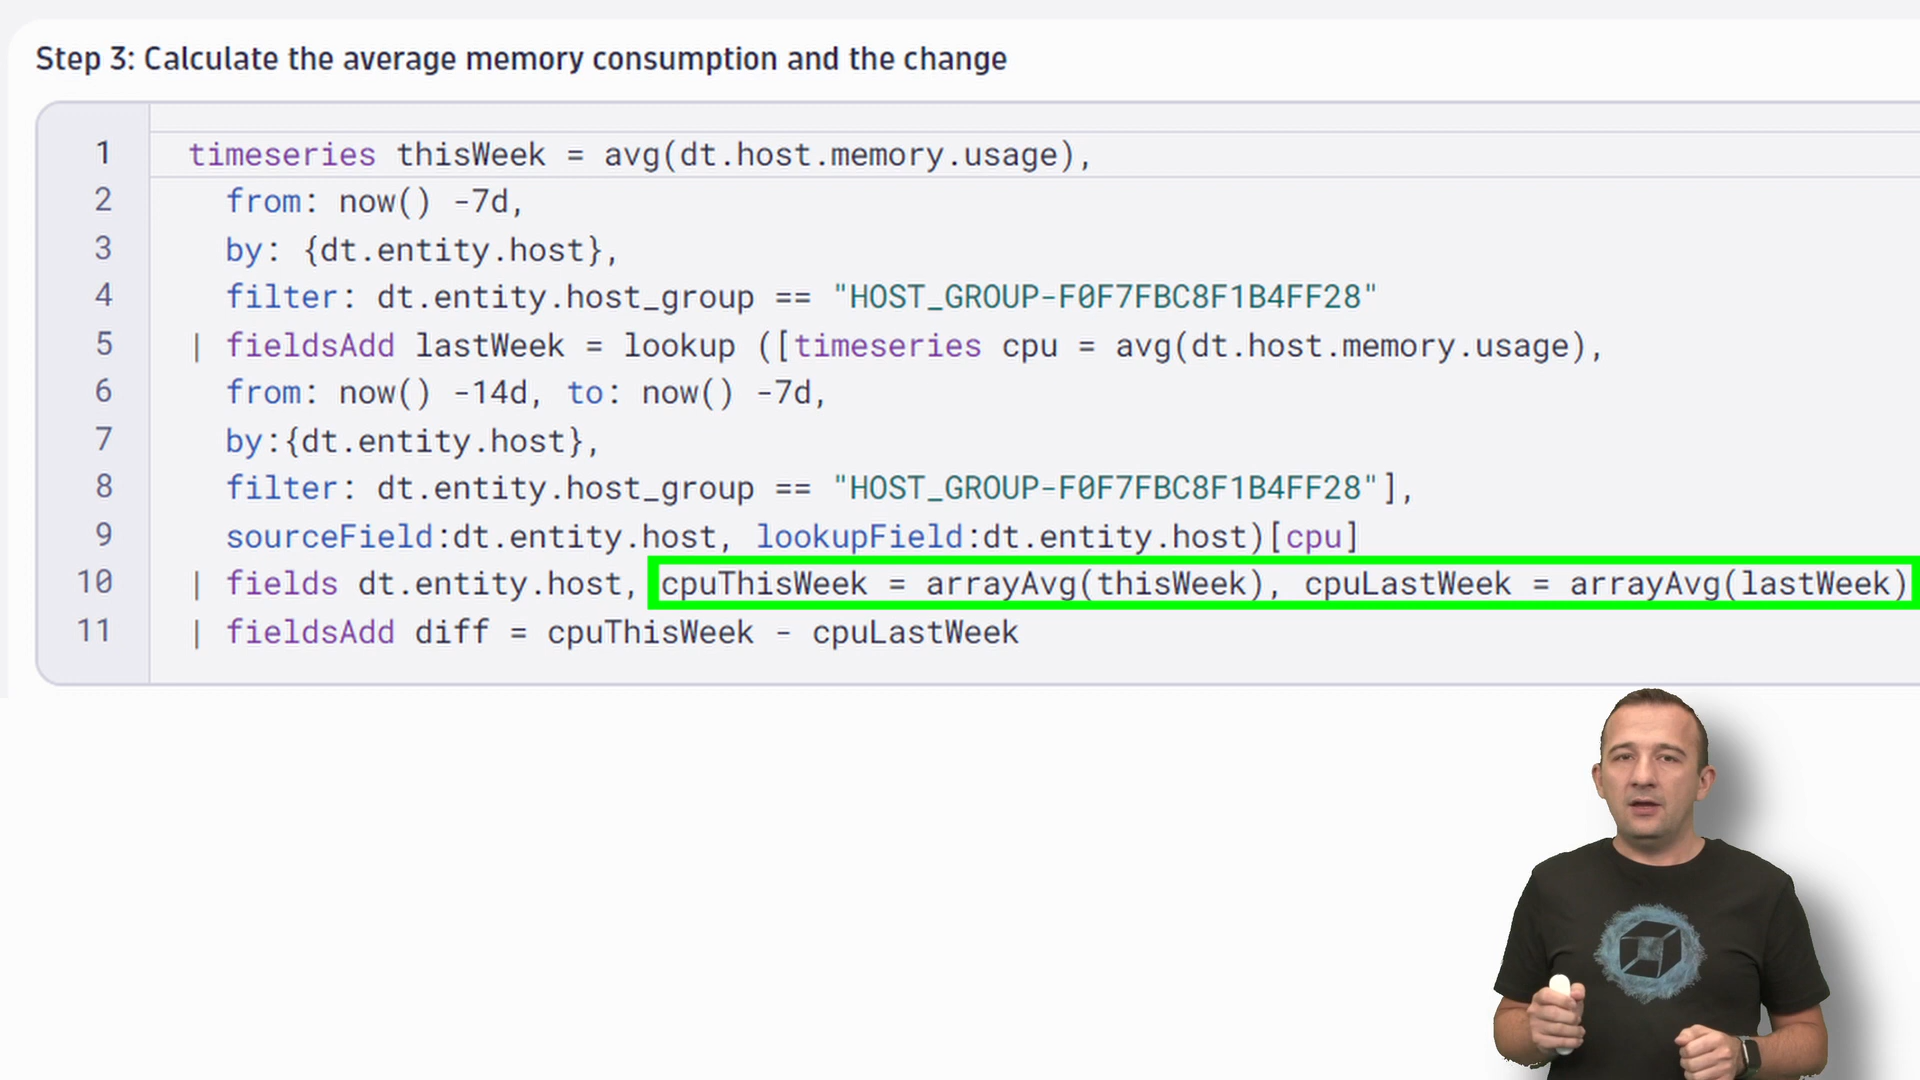 Step 3: Calculate the average memory consumption and the change
1 timeseries thisWeek = avg(dt.host.memory.usage),
2 from: now() -7d,
3 by: {dt.entity.host},
4 filter: dt.entity.host_group == "HOST_GROUP-F0F7FBC8F1B4FF28"
5 | fieldsAdd lastWeek = lookup ([timeseries cpu = avg(dt.host.memory.usage),
6 from: now() -14d, to: now() -7d,
7 by:{dt.entity.host},
8 filter: dt.entity.host_group == "HOST_GROUP-F0F7FBC8F1B4FF28"],
9 sourceField:dt.entity.host, lookupField:dt.entity.host)[cpu]
10 | fields dt.entity.host, cpuThisWeek = arrayAvg(thisWeek), cpuLastWeek = arrayAvg(lastWeek)
11 | fieldsAdd diff = cpuThisWeek - cpuLastWeek